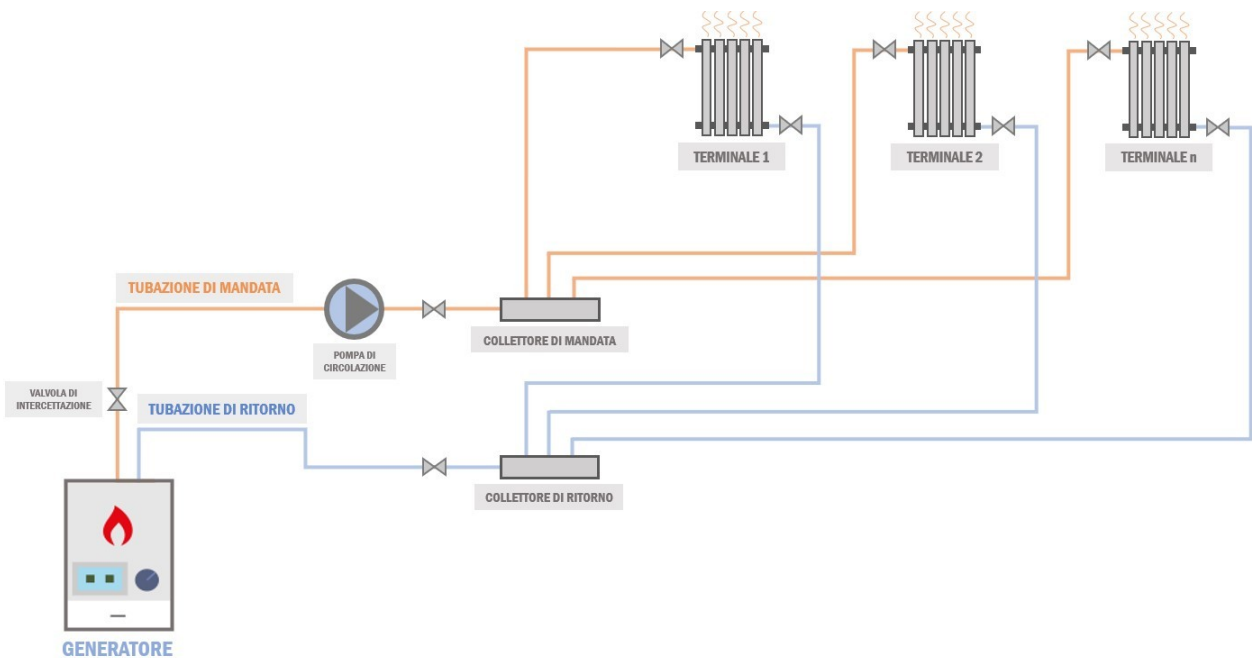 TERMINALE 1
TERMINALE 2
TERMINALE n
TUBAZIONE DI MANDATA
COLLETTORE DI MANDATA
POMPA DI
CIRCOLAZIONE
VALVOLA DI
INTERCETTAZIONE
TUBAZIONE DI RITORNO
COLLETTORE DI RITORNO
GENERATORE